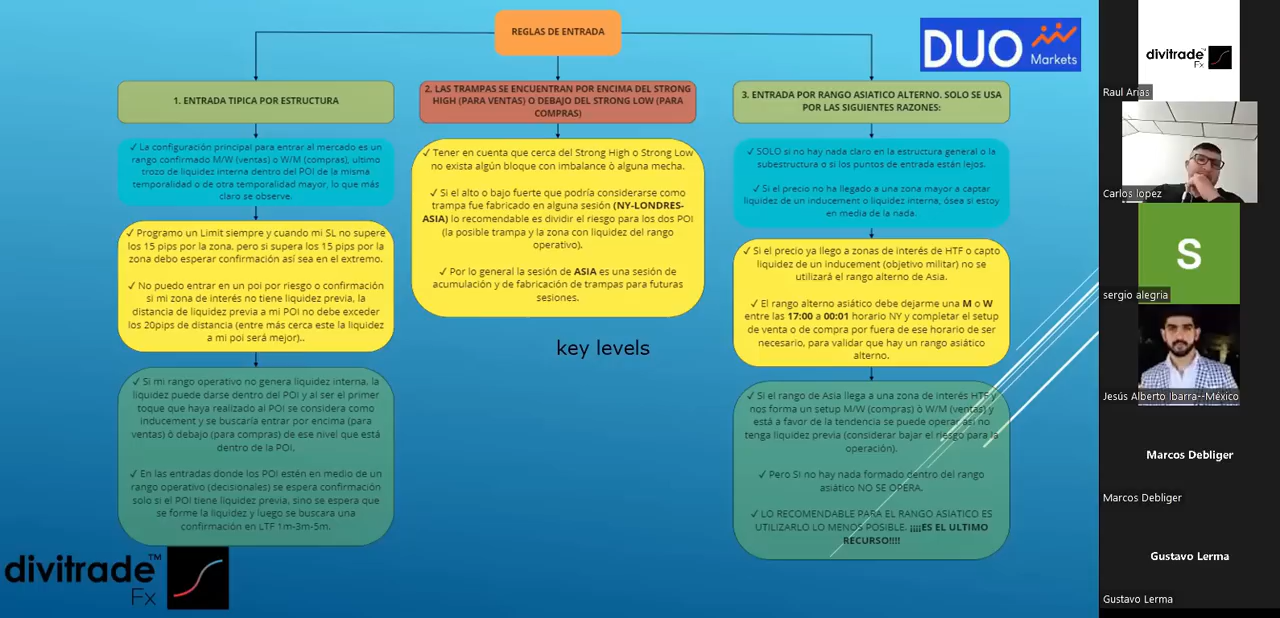 REGLAS DE ENTRADA
DUO
Markets
1. ENTRADA TIPICA POR ESTRUCTURA
✓ La configuración principal para entrar al mercado es un
rango confirmado M/W (ventas) o W/M (compras), ultimo
trozo de liquidez interna dentro del POI de la misma
temporalidad o de otra temporalidad mayor, lo que más
claro se observe.
✓ Programo un Limit siempre y cuando mi SL no supere
los 15 pips por la zona. pero si supera los 15 pips por la
zona debo esperar confirmación así sea en el extremo.
✓ No puedo entrar en un poi por riesgo o confirmación
si mi zona de interés no tiene liquidez previa, la
distancia de liquidez previa a mi POI no debe exceder
los 20pips de distancia (entre más cerca este la liquidez
a mi poi será mejor)..
✓ Si mi rango operativo no genera liquidez interna. la
liquidez puede darse dentro del POI y al ser el primer
toque que haya realizado al POI se considera como
inducement y se buscaría entrar por encima (para
ventas) ò debajo (para compras) de ese nivel que está
dentro de la POI.
✓ En las entradas donde los POI estén en medio de un
rango operativo (decisionales) se espera confirmación
solo si el POI tiene liquidez previa, sino se espera que
se forme la liquidez y luego se buscara una
confirmación en LTF 1m-3m-5m.
2. LAS TRAMPAS SE ENCUENTRAN POR ENCIMA DEL STRONG
HIGH (PARA VENTAS) O DEBAJO DEL STRONG LOW (PARA
COMPRAS)
✓ Tener en cuenta que cerca del Strong High o Strong Low
no exista algún bloque con imbalance ò alguna mecha.
✓ Si el alto o bajo fuerte que podría considerarse como
trampa fue fabricado en alguna sesión (NY-LONDRES-
ASIA) lo recomendable es dividir el riesgo para los dos POI
(la posible trampa y la zona con liquidez del rango
operativo).
✓ Por lo general la sesión de ASIA es una sesión de
acumulación y de fabricación de trampas para futuras
sesiones.
key levels
3. ENTRADA POR RANGO ASIATICO ALTERNO. SOLO SE USA
POR LAS SIGUIENTES RAZONES:
✓ SOLO si no hay nada claro en la estructura general o la
subestructura o si los puntos de entrada están lejos.
✓ Si el precio no ha llegado a una zona mayor a captar
liquidez de un inducement o liquidez interna, ósea si estoy
en media de la nada.
✓ Si el precio ya llego a zonas de interés de HTF o capto
liquidez de un inducement (objetivo militar) no se
utilizará el rango alterno de Asia.
✓ El rango alterno asiático debe dejarme una M o W
entre las 17:00 a 00:01 horario NY y completar el setup
de venta o de compra por fuera de ese horario de ser
necesario, para validar que hay un rango asiático
alterno.
✓ Si el rango de Asia llega a una zona de interés HTF y
nos forma un setup M/W (compras) ò W/M (ventas) y
está a favor de la tendencia se puede operar así no
tenga liquidez previa (considerar bajar el riesgo para la
operación).
✓ Pero SI no hay nada formado dentro del rango
asiático NO SE OPERA.
✓ LO RECOMENDABLE PARA EL RANGO ASIATICO ES
UTILIZARLO LO MENOS POSIBLE. ¡¡¡¡ES EL ULTIMO
RECURSO!!!!
divitrade™
Fx
divitrade™
Fx
Raul Arias
Carlos lopez
S
sergio alegria
Jesús Alberto Ibarra--México
Marcos Debliger
Marcos Debliger
Gustavo Lerma
Gustavo Lerma